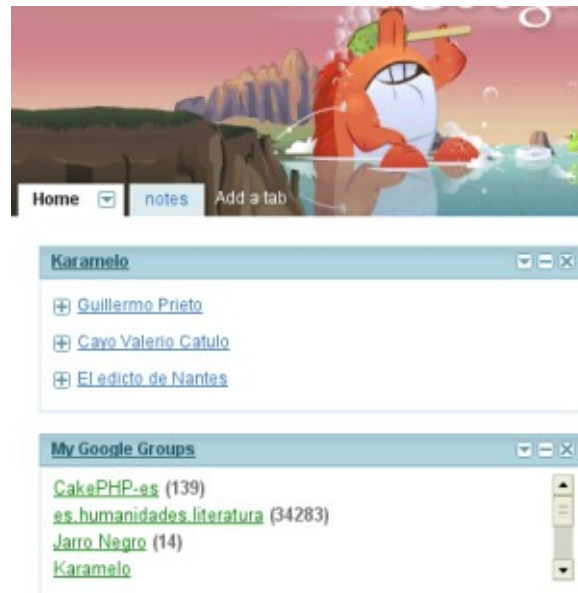 Home notes Add a tab
Karamelo
Guillermo Prieto
Cayo Valerio Catulo
El edicto de Nantes
My Google Groups
CakePHP-es (139)
es.humanidades.literatura (34283)
Jarro Negro (14)
Karamelo